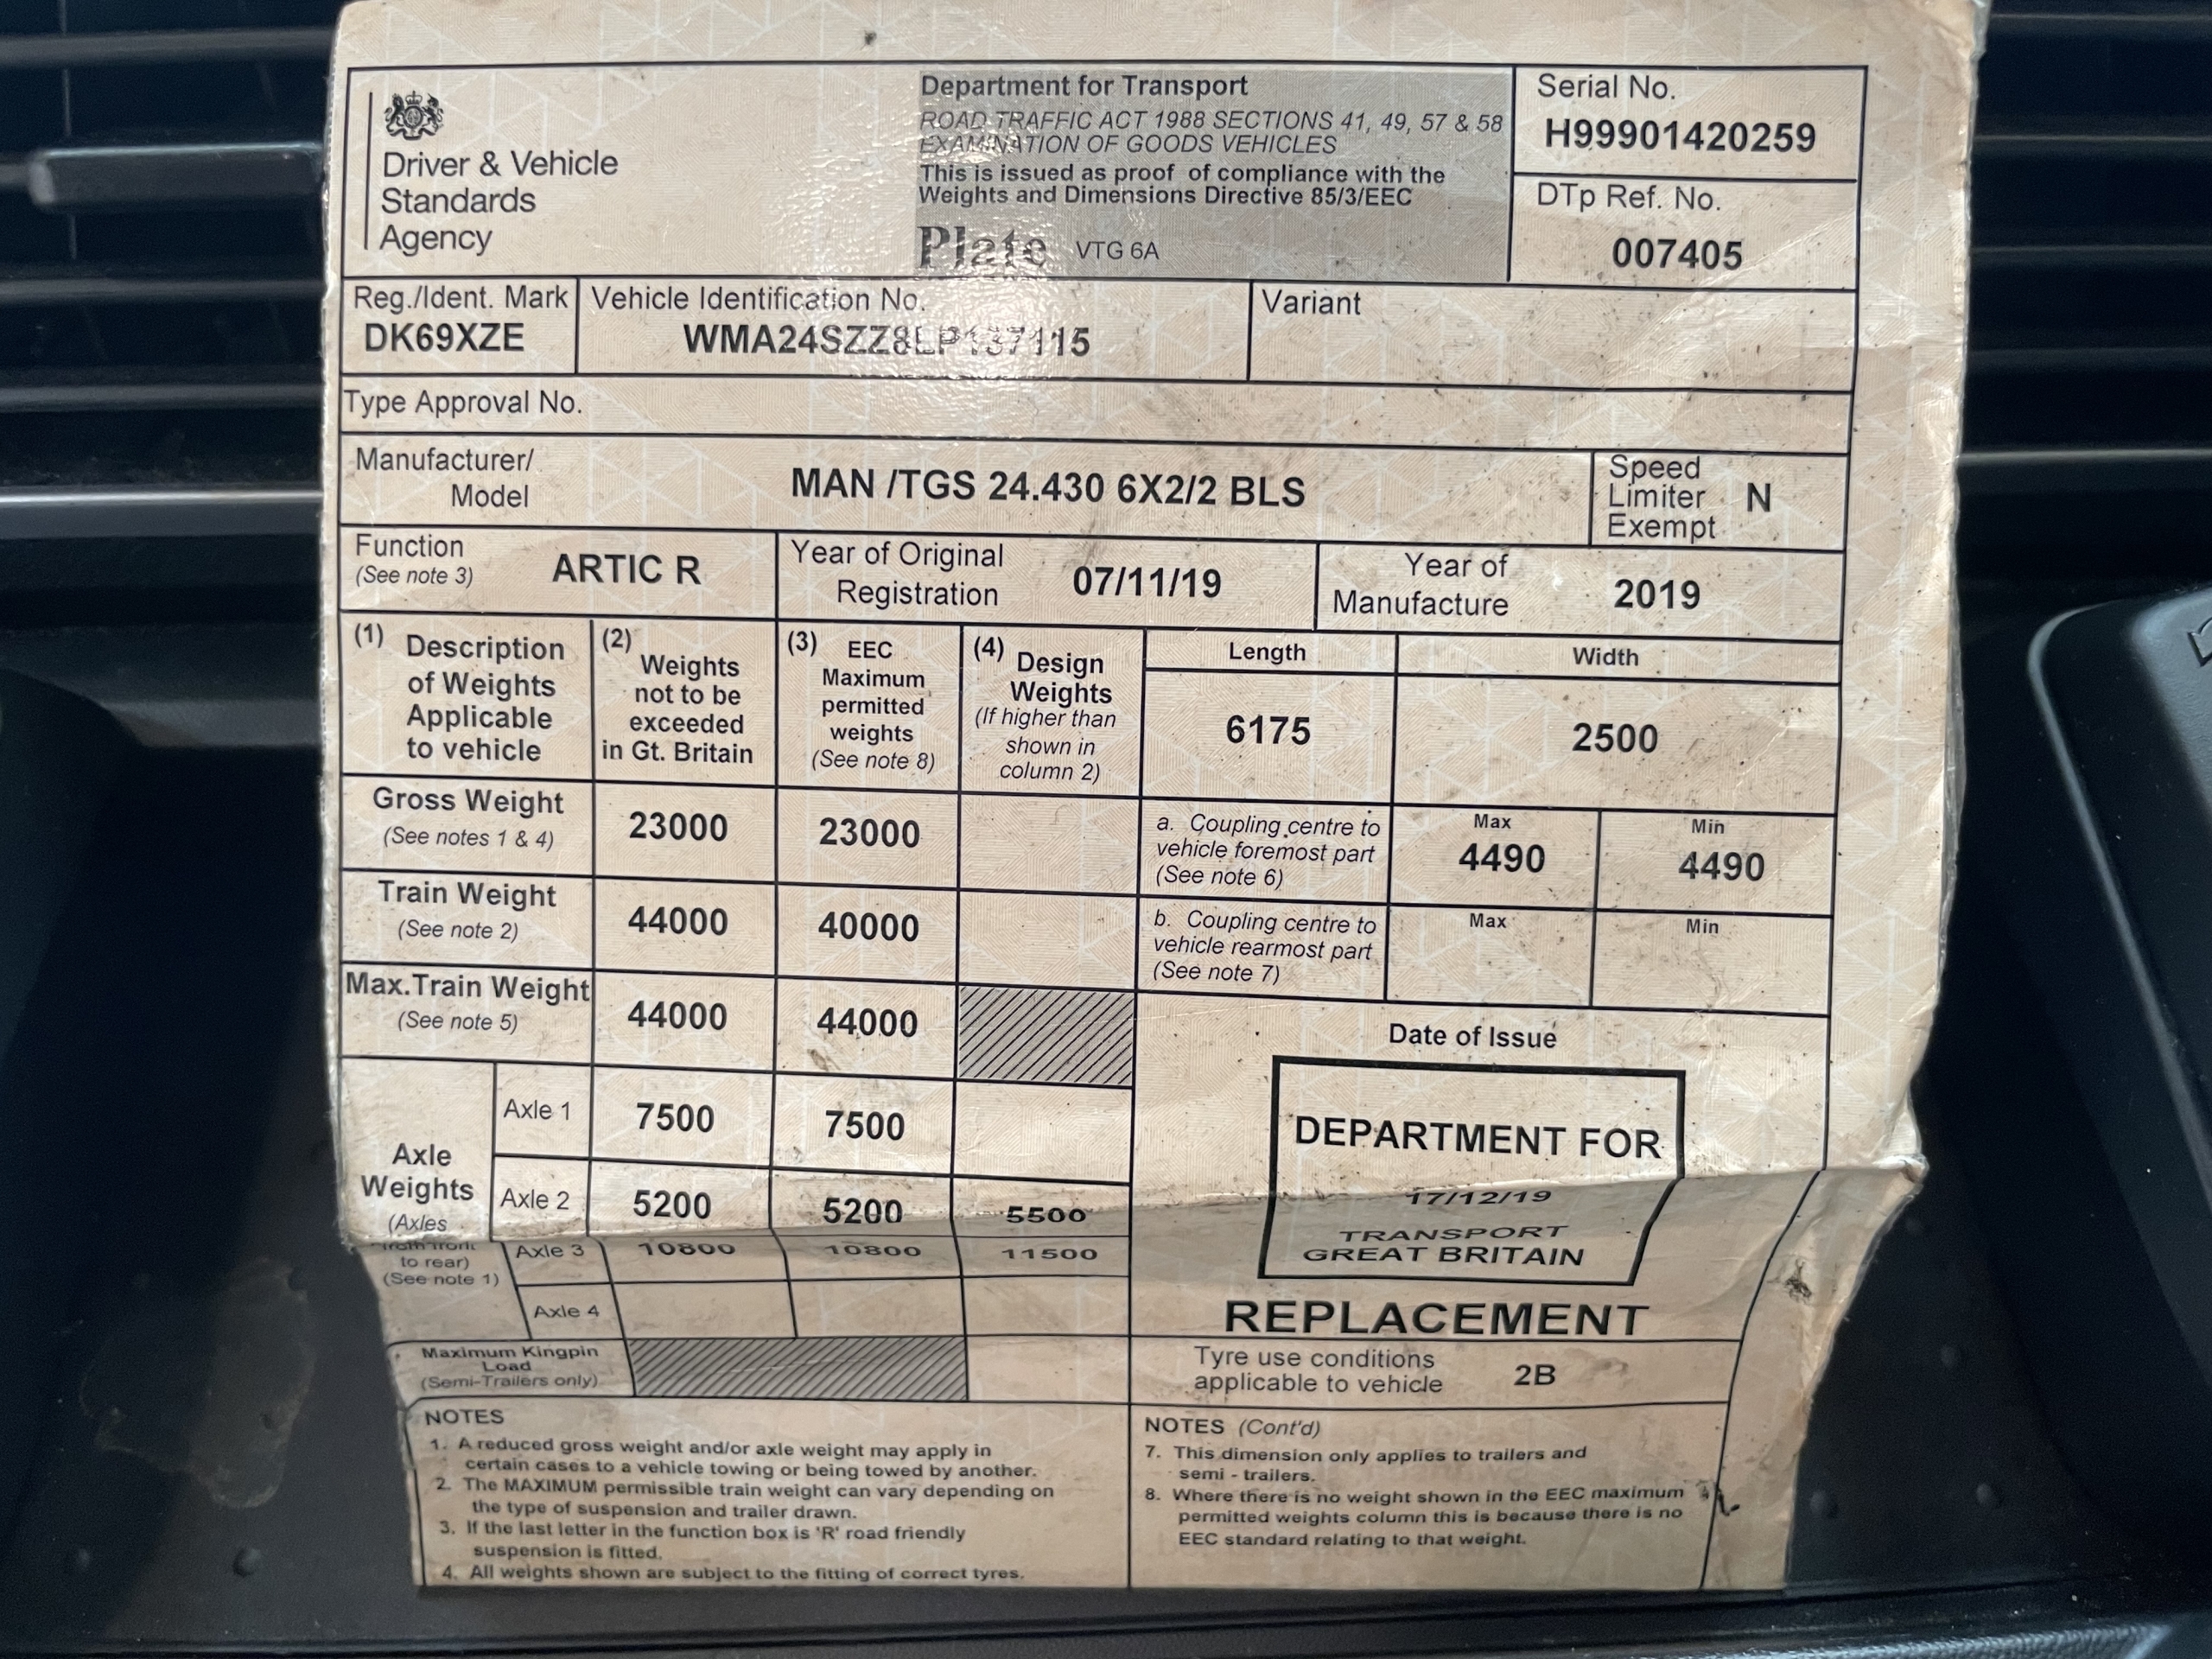 Driver & Vehicle
Standards
Agency
Department for Transport
ROAD TRAFFIC ACT 1988 SECTIONS 41, 49, 57 & 58
EXAMINATION OF GOODS VEHICLES
This is issued as proof of compliance with the
Weights and Dimensions Directive 85/3/EEC
Plate VTG 6A
Serial No.
H99901420259
DTp Ref. No.
007405
Reg./Ident. Mark
DK69XZE
Vehicle Identification No.
WMA24SZZ8LP137115
Variant
Type Approval No.
Manufacturer/
Model
MAN /TGS 24.430 6X2/2 BLS
Speed
Limiter
Exempt
N
Function
(See note 3)
ARTIC R
Year of Original
Registration
07/11/19
Year of
Manufacture
2019
(1) Description
of Weights
Applicable
to vehicle
(2) Weights
not to be
exceeded
in Gt. Britain
(3) EEC
Maximum
permitted
weights
(See note 8)
(4) Design
Weights
(If higher than
shown in
column 2)
Length
6175
Width
2500
Gross Weight
(See notes 1 & 4)
23000
23000
a. Coupling centre to
vehicle foremost part
(See note 6)
Max
4490
Min
4490
Train Weight
(See note 2)
44000
40000
b. Coupling centre to
vehicle rearmost part
(See note 7)
Max
Min
Max.Train Weight
(See note 5)
44000
44000
Date of Issue
DEPARTMENT FOR
17/12/19
TRANSPORT
GREAT BRITAIN
REPLACEMENT
Axle
Weights
(Axles
from front
to rear)
(See note 1)
Axle 1
7500
7500
Axle 2
5200
5200
5500
Axle 3
10800
10800
11500
Axle 4
Maximum Kingpin
Load
(Semi-Trailers only)
Tyre use conditions
applicable to vehicle
2B
NOTES
1. A reduced gross weight and/or axle weight may apply in
certain cases to a vehicle towing or being towed by another.
2. The MAXIMUM permissible train weight can vary depending on
the type of suspension and trailer drawn.
3. If the last letter in the function box is 'R' road friendly
suspension is fitted.
4. All weights shown are subject to the fitting of correct tyres.
NOTES (Cont'd)
7. This dimension only applies to trailers and
semi - trailers.
8. Where there is no weight shown in the EEC maximum
permitted weights column this is because there is no
EEC standard relating to that weight.